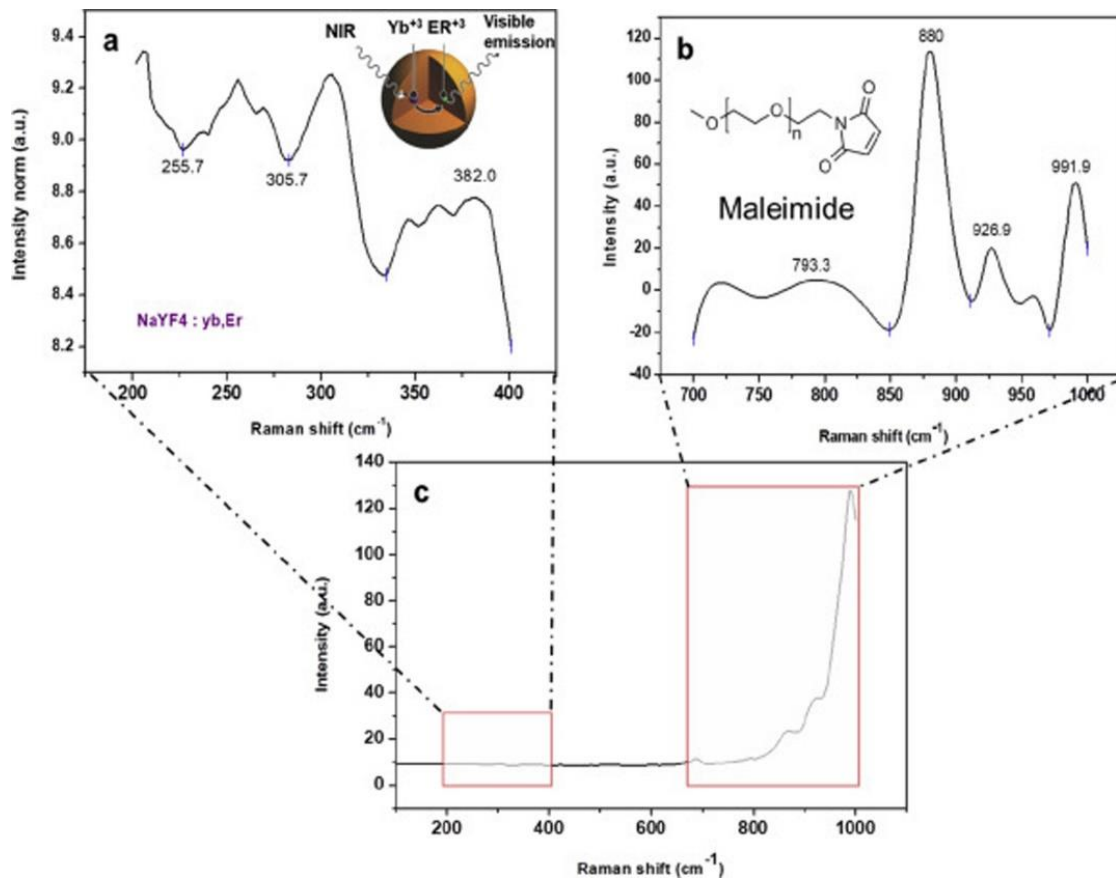 a
NIR
Yb+3 ER+3
Visible
emission
9.4
9.2
9.0
8.8
8.6
8.4
8.2
Intensity norm (a.u.)
255.7
305.7
382.0
NaYF4 : yb,Er
200 250 300 350 400
Raman shift (cm-1)
b
880
120
100
80
60
40
20
0
-20
-40
Intensity (a.u.)
O
O
n
N
O
O
Maleimide
793.3
926.9
991.9
700 750 800 850 900 950 1000
Raman shift (cm-1)
c
140
120
100
80
60
40
20
0
Intensity (a.u.)
200 400 600 800 1000
Raman shift (cm-1)